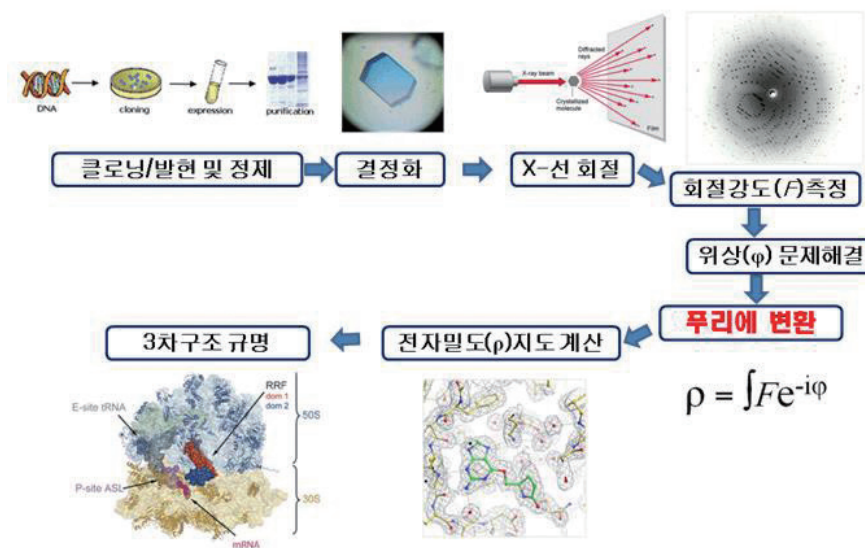 DNA
cloning
expression
purification
X-ray beam
Diffracted
rays
Crystallized
molecule
Film
클로닝/발현 및 정제
결정화
X-선 회절
회절강도(F)측정
위상(φ) 문제해결
푸리에 변환
전자밀도(ρ)지도 계산
3차구조 규명
ρ = ∫Fe-iφ
E-site tRNA
RRF
dom 1
dom 2
50S
P-site ASL
30S
mRNA